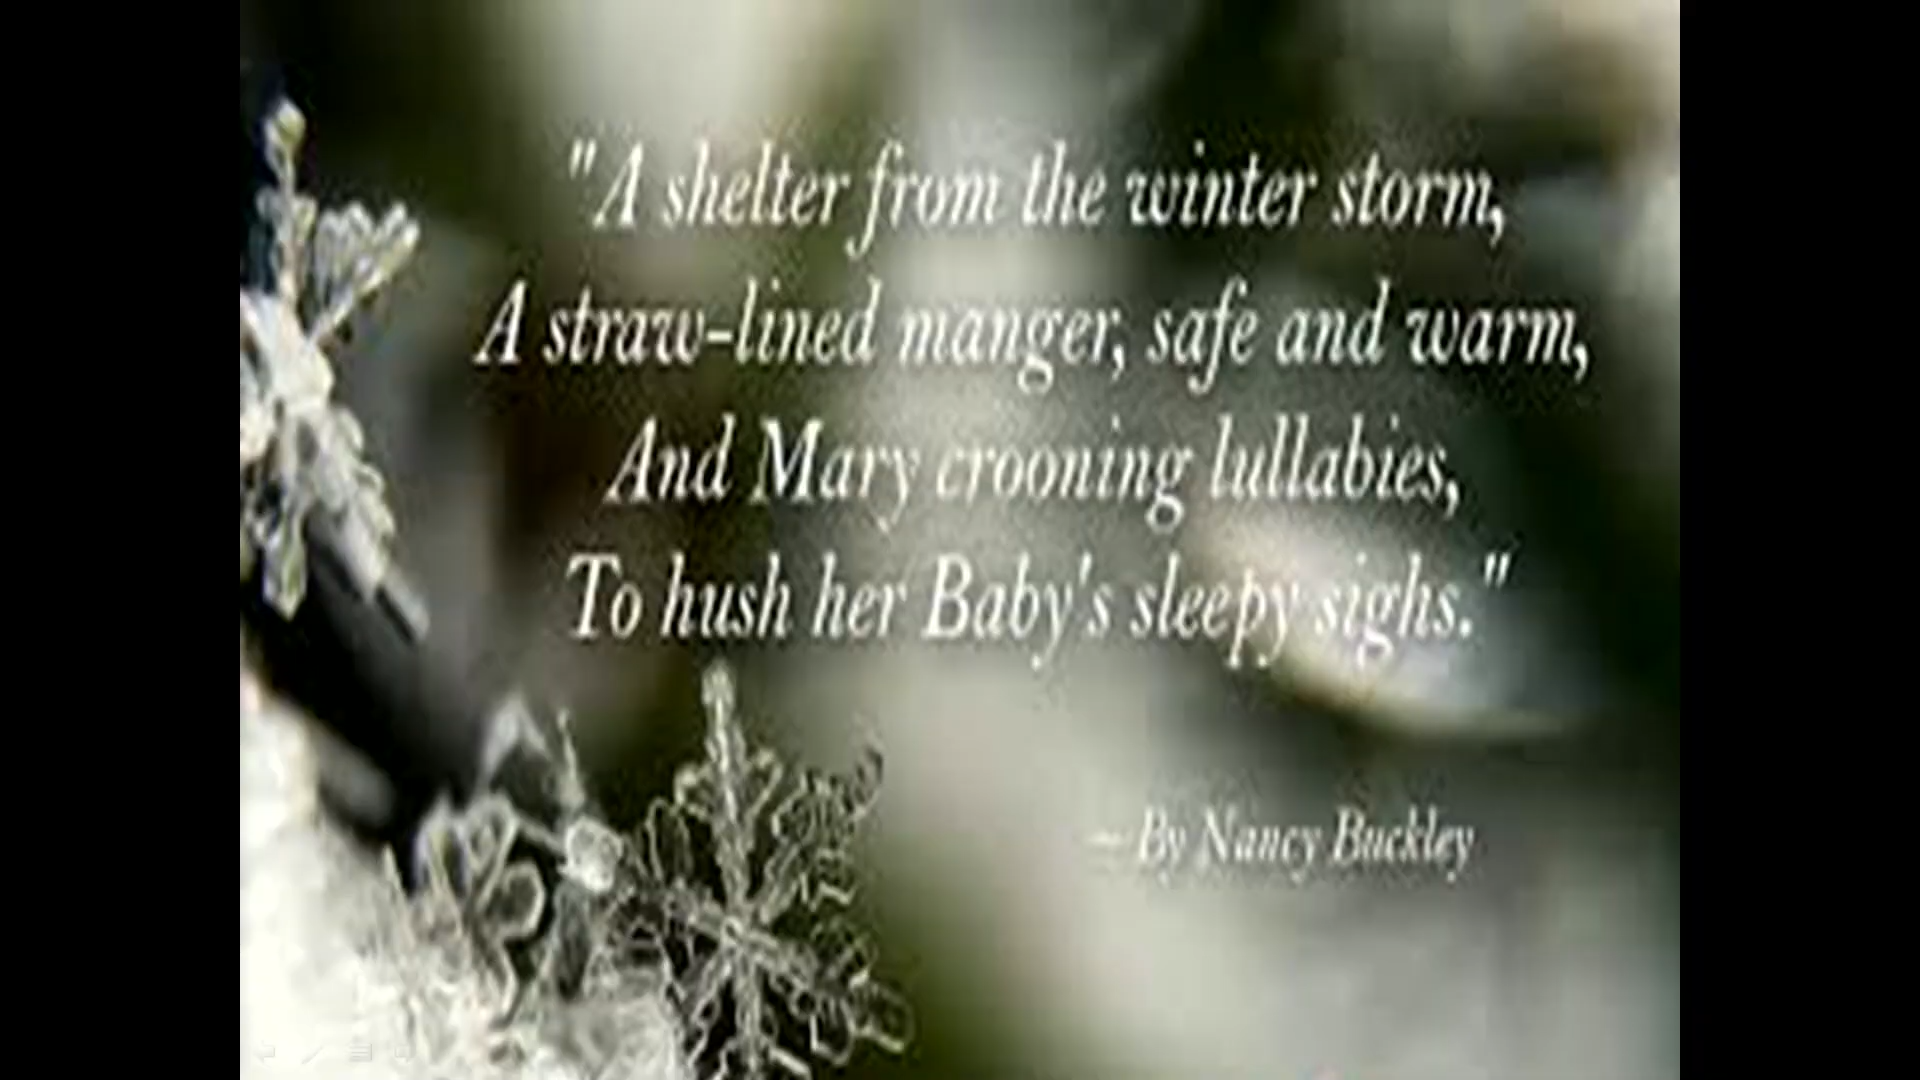 "A shelter from the winter storm,
A straw-lined manger, safe and warm,
And Mary crooning lullabies,
To hush her Baby's sleepy sighs."
— By Nancy Buckley